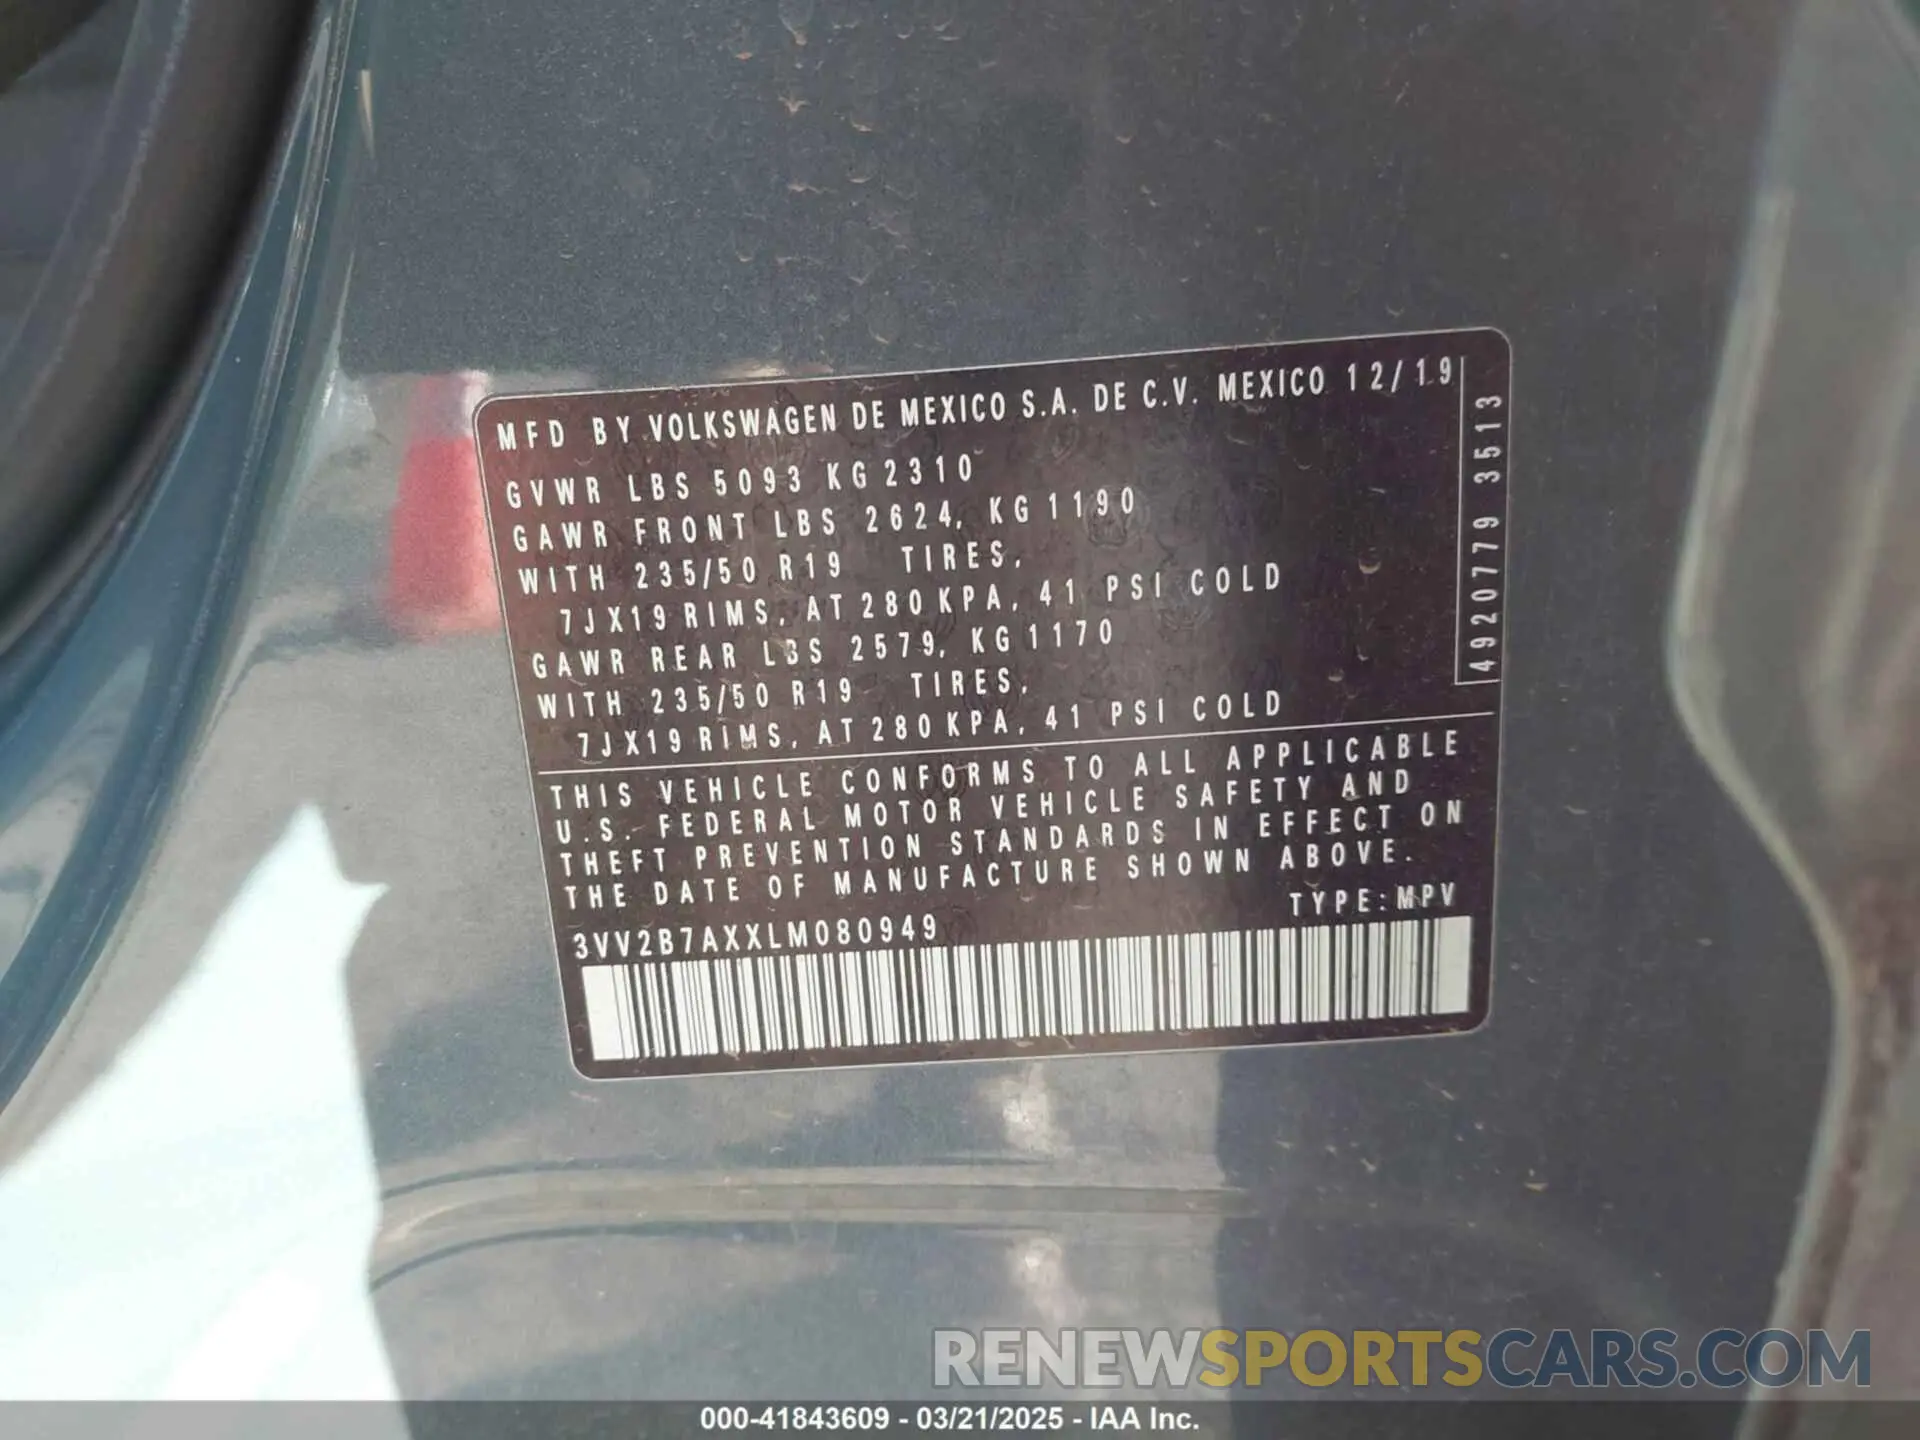 MFD BY VOLKSWAGEN DE MEXICO S.A. DE C.V. MEXICO 12/19
GVWR LBS 5093 KG 2310
GAWR FRONT LBS 2624, KG 1190
WITH 235/50 R19 TIRES,
7JX19 RIMS, AT 280 KPA, 41 PSI COLD
GAWR REAR LBS 2579, KG 1170
WITH 235/50 R19 TIRES,
7JX19 RIMS, AT 280 KPA, 41 PSI COLD
49207779 3513
THIS VEHICLE CONFORMS TO ALL APPLICABLE
U.S. FEDERAL MOTOR VEHICLE SAFETY AND
THEFT PREVENTION STANDARDS IN EFFECT ON
THE DATE OF MANUFACTURE SHOWN ABOVE.
TYPE: MPV
3VV2B7AXXLM080949
RENEWSPORTSCARS.COM
000-41843609 - 03/21/2025 - IAA Inc.